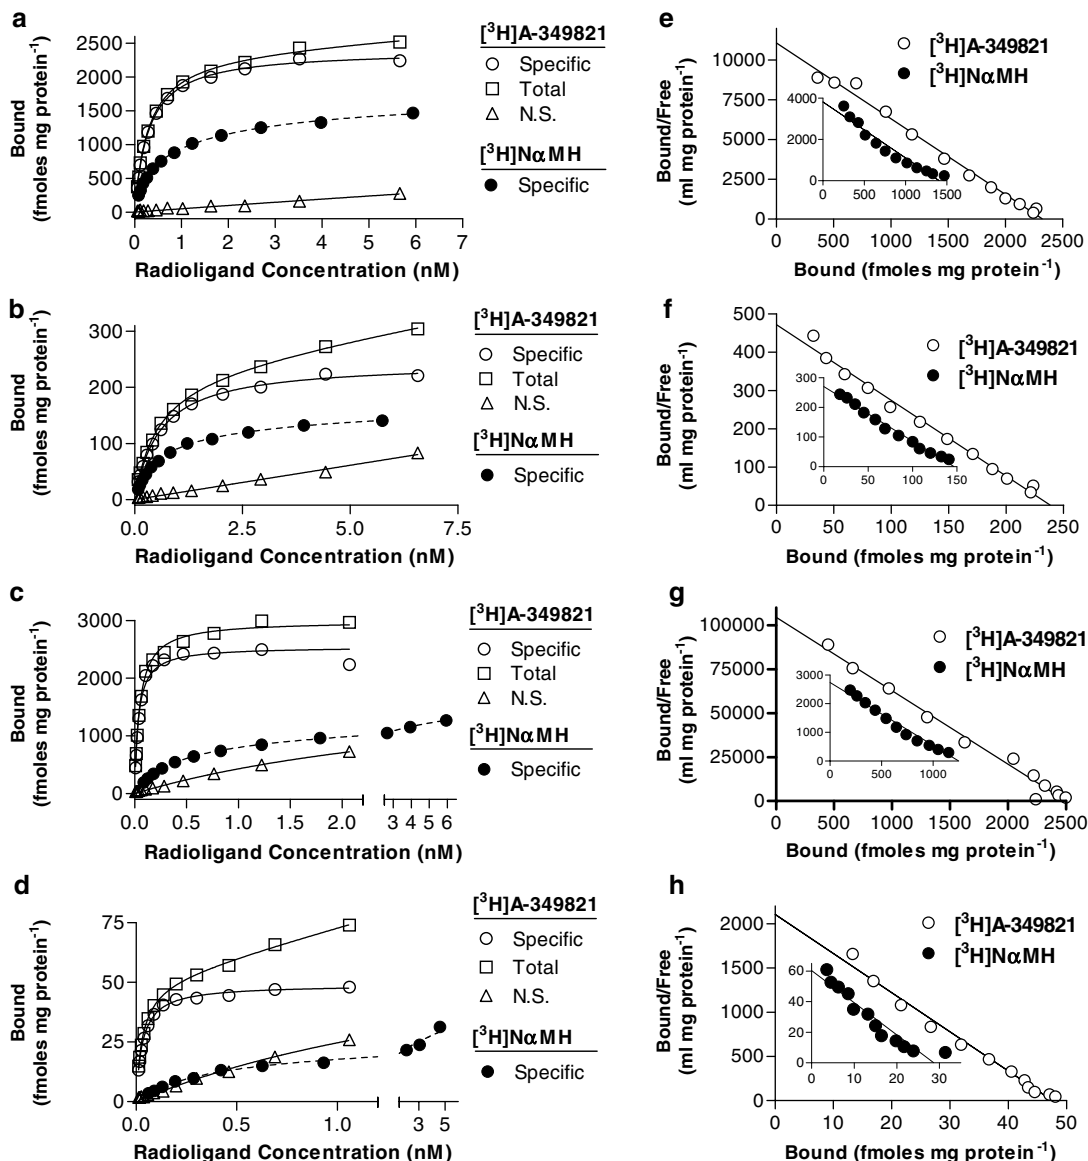 a
Bound
(fmoles mg protein⁻¹)
2500
2000
1500
1000
500
0
0 1 2 3 4 5 6 7
Radioligand Concentration (nM)
[³H]A-349821
Specific
Total
N.S.
[³H]NαMH
Specific
e
Bound/Free
(ml mg protein⁻¹)
10000
7500
5000
2500
0
0 500 1000 1500 2000 2500
Bound (fmoles mg protein⁻¹)
[³H]A-349821
[³H]NαMH
4000
2000
0
0 500 1000 1500
b
Bound
(fmoles mg protein⁻¹)
300
200
100
0
0.0 2.5 5.0 7.5
Radioligand Concentration (nM)
[³H]A-349821
Specific
Total
N.S.
[³H]NαMH
Specific
f
Bound/Free
(ml mg protein⁻¹)
500
400
300
200
100
0
0 50 100 150 200 250
Bound (fmoles mg protein⁻¹)
[³H]A-349821
[³H]NαMH
300
200
100
0
0 50 100 150
c
Bound
(fmoles mg protein⁻¹)
3000
2000
1000
0
0.0 0.5 1.0 1.5 2.0 3 4 5 6
Radioligand Concentration (nM)
[³H]A-349821
Specific
Total
N.S.
[³H]NαMH
Specific
g
Bound/Free
(ml mg protein⁻¹)
100000
75000
50000
25000
0
0 500 1000 1500 2000 2500
Bound (fmoles mg protein⁻¹)
[³H]A-349821
[³H]NαMH
3000
2000
1000
0
0 500 1000
d
Bound
(fmoles mg protein⁻¹)
75
50
25
0
0.0 0.5 1.0 3 5
Radioligand Concentration (nM)
[³H]A-349821
Specific
Total
N.S.
[³H]NαMH
Specific
h
Bound/Free
(ml mg protein⁻¹)
2000
1500
1000
500
0
0 10 20 30 40 50
Bound (fmoles mg protein⁻¹)
[³H]A-349821
[³H]NαMH
60
40
20
0
0 10 20 30